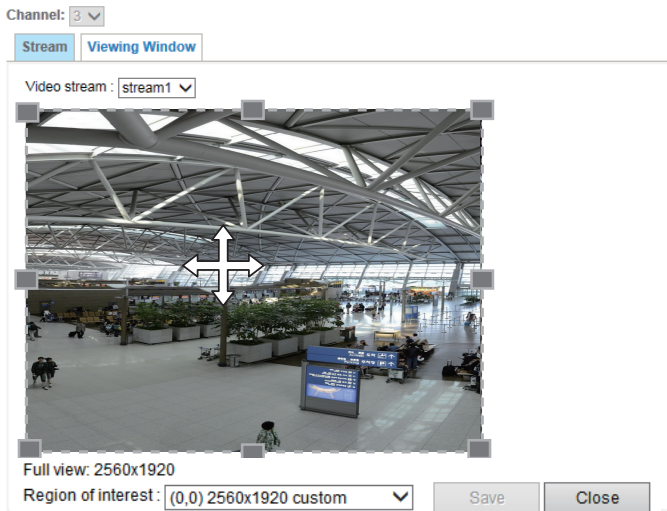 Channel: 3
Stream Viewing Window
Video stream : stream1
Full view: 2560x1920
Region of interest : (0,0) 2560x1920 custom Save Close